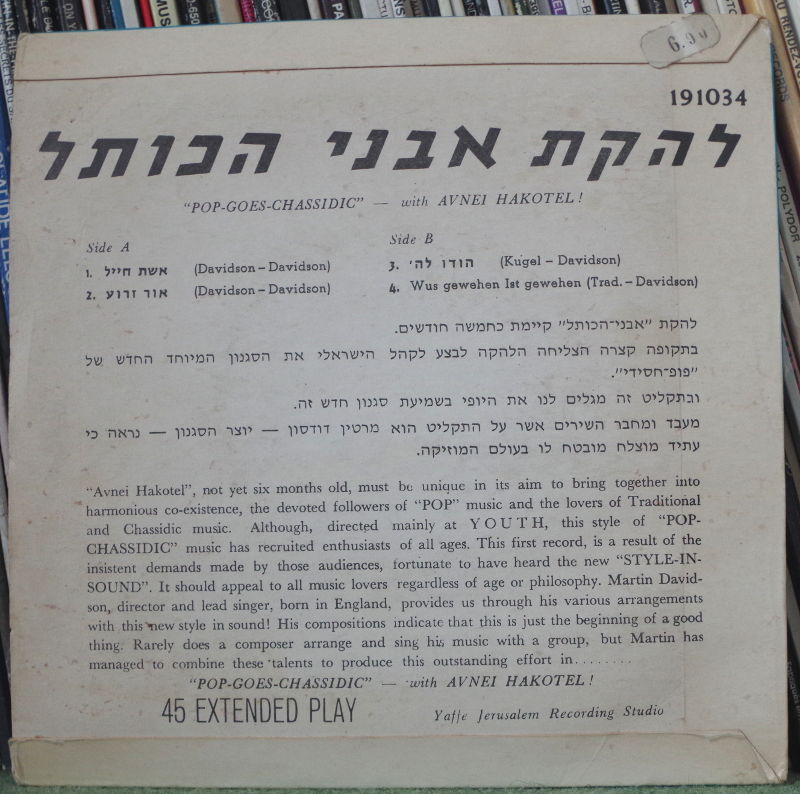 6.99
191034
להקת אבני הכותל
"POP-GOES-CHASSIDIC" — with AVNEI HAKOTEL!
Side A
1. אשת חייל (Davidson – Davidson)
2. אור זרוע (Davidson – Davidson)
Side B
3. הודו לה' (Kugel – Davidson)
4. Wus gewehen Ist gewehen (Trad. – Davidson)
להקת "אבני־הכותל" קיימת כחמשה חודשים.
בתקופה קצרה הצליחה הלהקה לבצע לקהל הישראלי את הסגנון המיוחד החדש של
"פופ־חסידי".
ובתקליט זה מגלים לנו את היופי בשמיעת סגנון חדש זה.
מעבד ומחבר השירים אשר על התקליט הוא מרטין דודסון — יוצר הסגנון — נראה כי
עתיד מוצלח מובטח לו בעולם המוזיקה.
"Avnei Hakotel", not yet six months old, must be unique in its aim to bring together into
harmonious co-existence, the devoted followers of "POP" music and the lovers of Traditional
and Chassidic music. Although, directed mainly at YOUTH, this style of "POP-
CHASSIDIC" music has recruited enthusiasts of all ages. This first record, is a result of the
insistent demands made by those audiences, fortunate to have heard the new "STYLE-IN-
SOUND". It should appeal to all music lovers regardless of age or philosophy. Martin David-
son, director and lead singer, born in England, provides us through his various arrangements
with this new style in sound! His compositions indicate that this is just the beginning of a good
thing. Rarely does a composer arrange and sing his music with a group, but Martin has
managed to combine these talents to produce this outstanding effort in........
"POP-GOES-CHASSIDIC" — with AVNEI HAKOTEL!
45 EXTENDED PLAY
Yaffe Jerusalem Recording Studio
RECORDS
POLYDOR